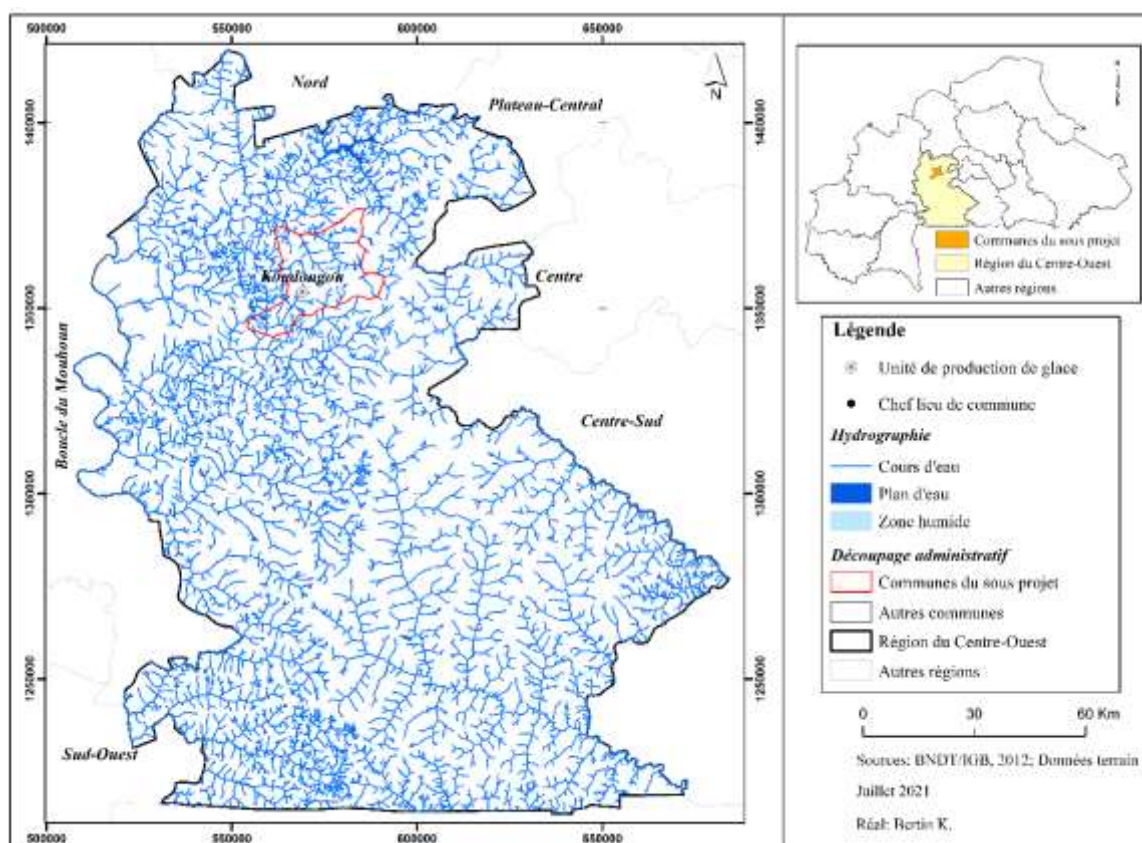 500000 550000 600000 650000
Nord
Plateau-Central
N
1400000 1400000
Koudougou
Centre
1350000 1350000
Boucle du Mouhoun
Centre-Sud
1300000 1300000
1250000 1250000
Sud-Ouest
500000 550000 600000 650000
Communes du sous projet
Région du Centre-Ouest
Autres régions
Légende
Unité de production de glace
Chef lieu de commune
Hydrographie
Cours d'eau
Plan d'eau
Zone humide
Découpage administratif
Communes du sous projet
Autres communes
Région du Centre-Ouest
Autres régions
0 30 60 Km
Sources: BNDT/IGB, 2012; Données terrain
Juillet 2021
Réal: Bertin K.